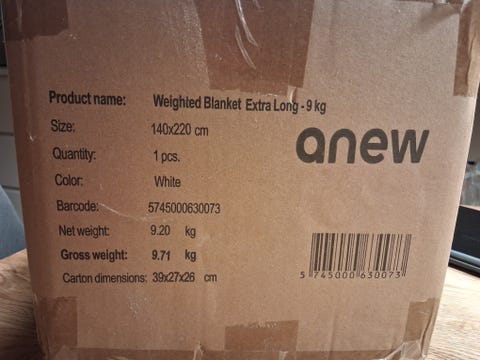 Product name: Weighted Blanket Extra Long - 9 kg
Size: 140x220 cm
anew
Quantity: 1 pcs.
Color: White
Barcode: 5745000630073
Net weight: 9.20 kg
Gross weight: 9.71 kg
Carton dimensions: 39x27x26 cm
5 745000 630073